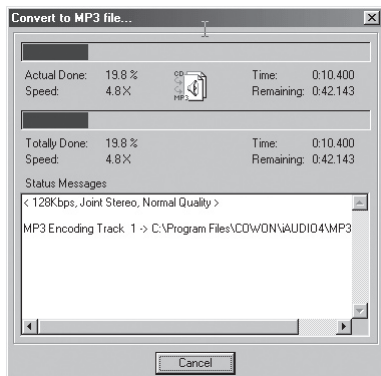 Convert to MP3 file...
Actual Done: 19.8 % Time: 0:10.400
Speed: 4.8X Remaining: 0:42.143
CD
MP3
Totally Done: 19.8 % Time: 0:10.400
Speed: 4.8X Remaining: 0:42.143
Status Messages
< 128Kbps, Joint Stereo, Normal Quality >
MP3 Encoding Track 1 -> C:\Program Files\COWON\iAUDIO4\MP3
Cancel